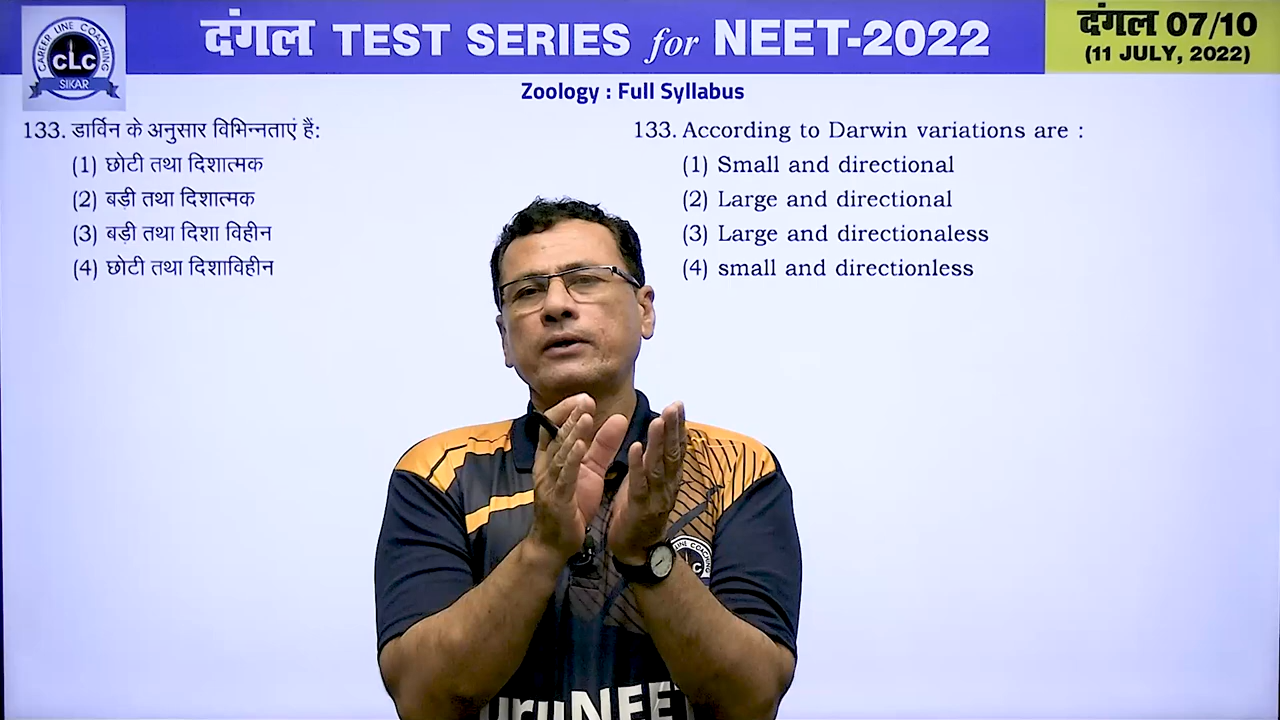 CAREER LINE COACHING
CLC
SIKAR
दंगल TEST SERIES for NEET-2022
दंगल 07/10
(11 JULY, 2022)
Zoology : Full Syllabus
133. डार्विन के अनुसार विभिन्नताएं हैं:
(1) छोटी तथा दिशात्मक
(2) बड़ी तथा दिशात्मक
(3) बड़ी तथा दिशा विहीन
(4) छोटी तथा दिशाविहीन
133. According to Darwin variations are :
(1) Small and directional
(2) Large and directional
(3) Large and directionaless
(4) small and directionless
LINE COACHING
LC